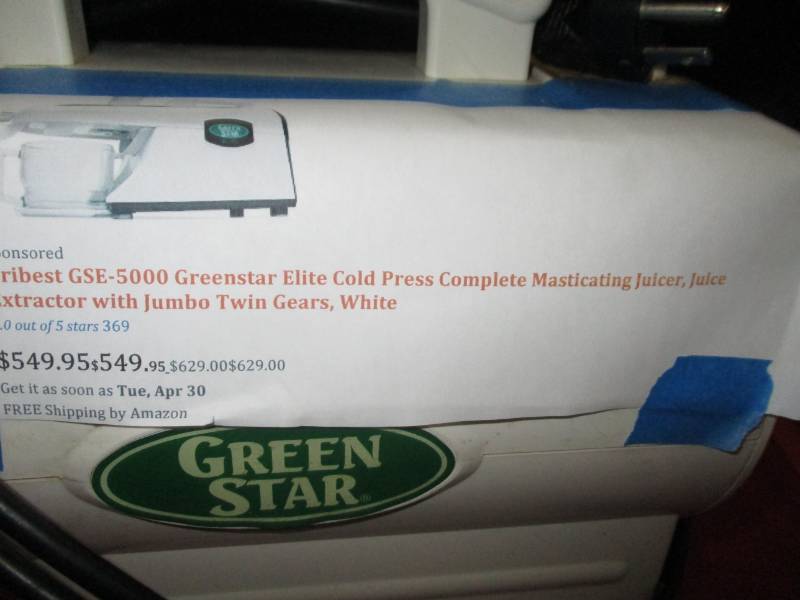 GREEN
STAR
onsored
ribest GSE-5000 Greenstar Elite Cold Press Complete Masticating Juicer, Juice
xtractor with Jumbo Twin Gears, White
.0 out of 5 stars 369
$549.95$549.95 $629.00$629.00
Get it as soon as Tue, Apr 30
FREE Shipping by Amazon
GREEN
STAR®